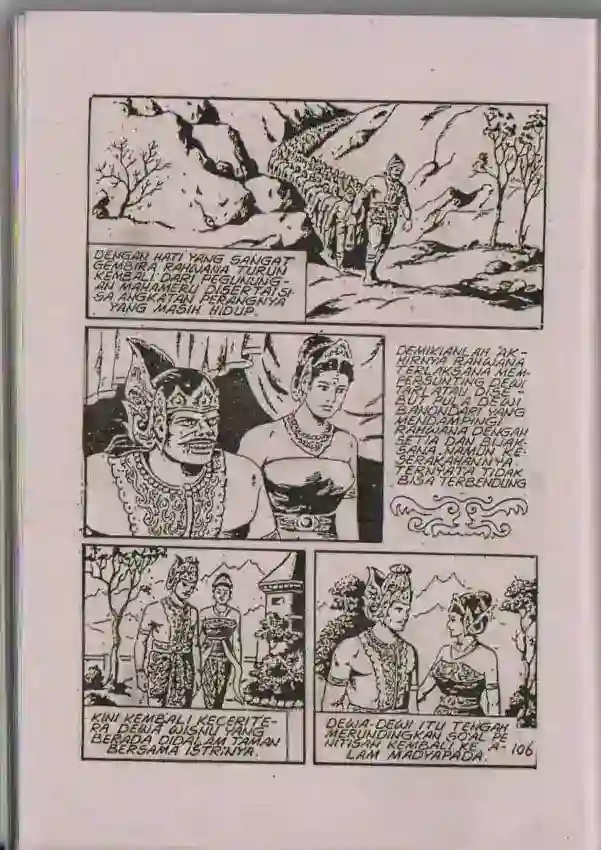 DENGAN HATI YANG SANGAT
GEMBIRA RAHWANA TURUN
KEMBALI DARI PEGUNUNG-
AN MAHAMERU DISERTAI SI-
SA ANGKATAN PERANGNYA
YANG MASIH HIDUP.
DEMIKIANLAH AK-
HIRNYA RAHWANA
TERLAKSANA MEM-
PERSUNTING DEWI
ATAU DISE-
BUT PULA DEWI
BANONDARI YANG
MENDAMPINGI
RAHWANA DENGAN
SETIA DAN BIJAK-
SANA NAMUN KE-
SERAKAHANNYA
TERNYATA TIDAK
BISA TERBENDUNG
KINI KEMBALI KECERITE-
RA DEWA WISNU YANG
BERADA DIDALAM TAMAN
BERSAMA ISTRINYA.
DEWA-DEWI ITU TENGAH
MERUNDINGKAN SOAL PE
NITISAN KEMBALI KE A-
LAM MADYAPADA.
106